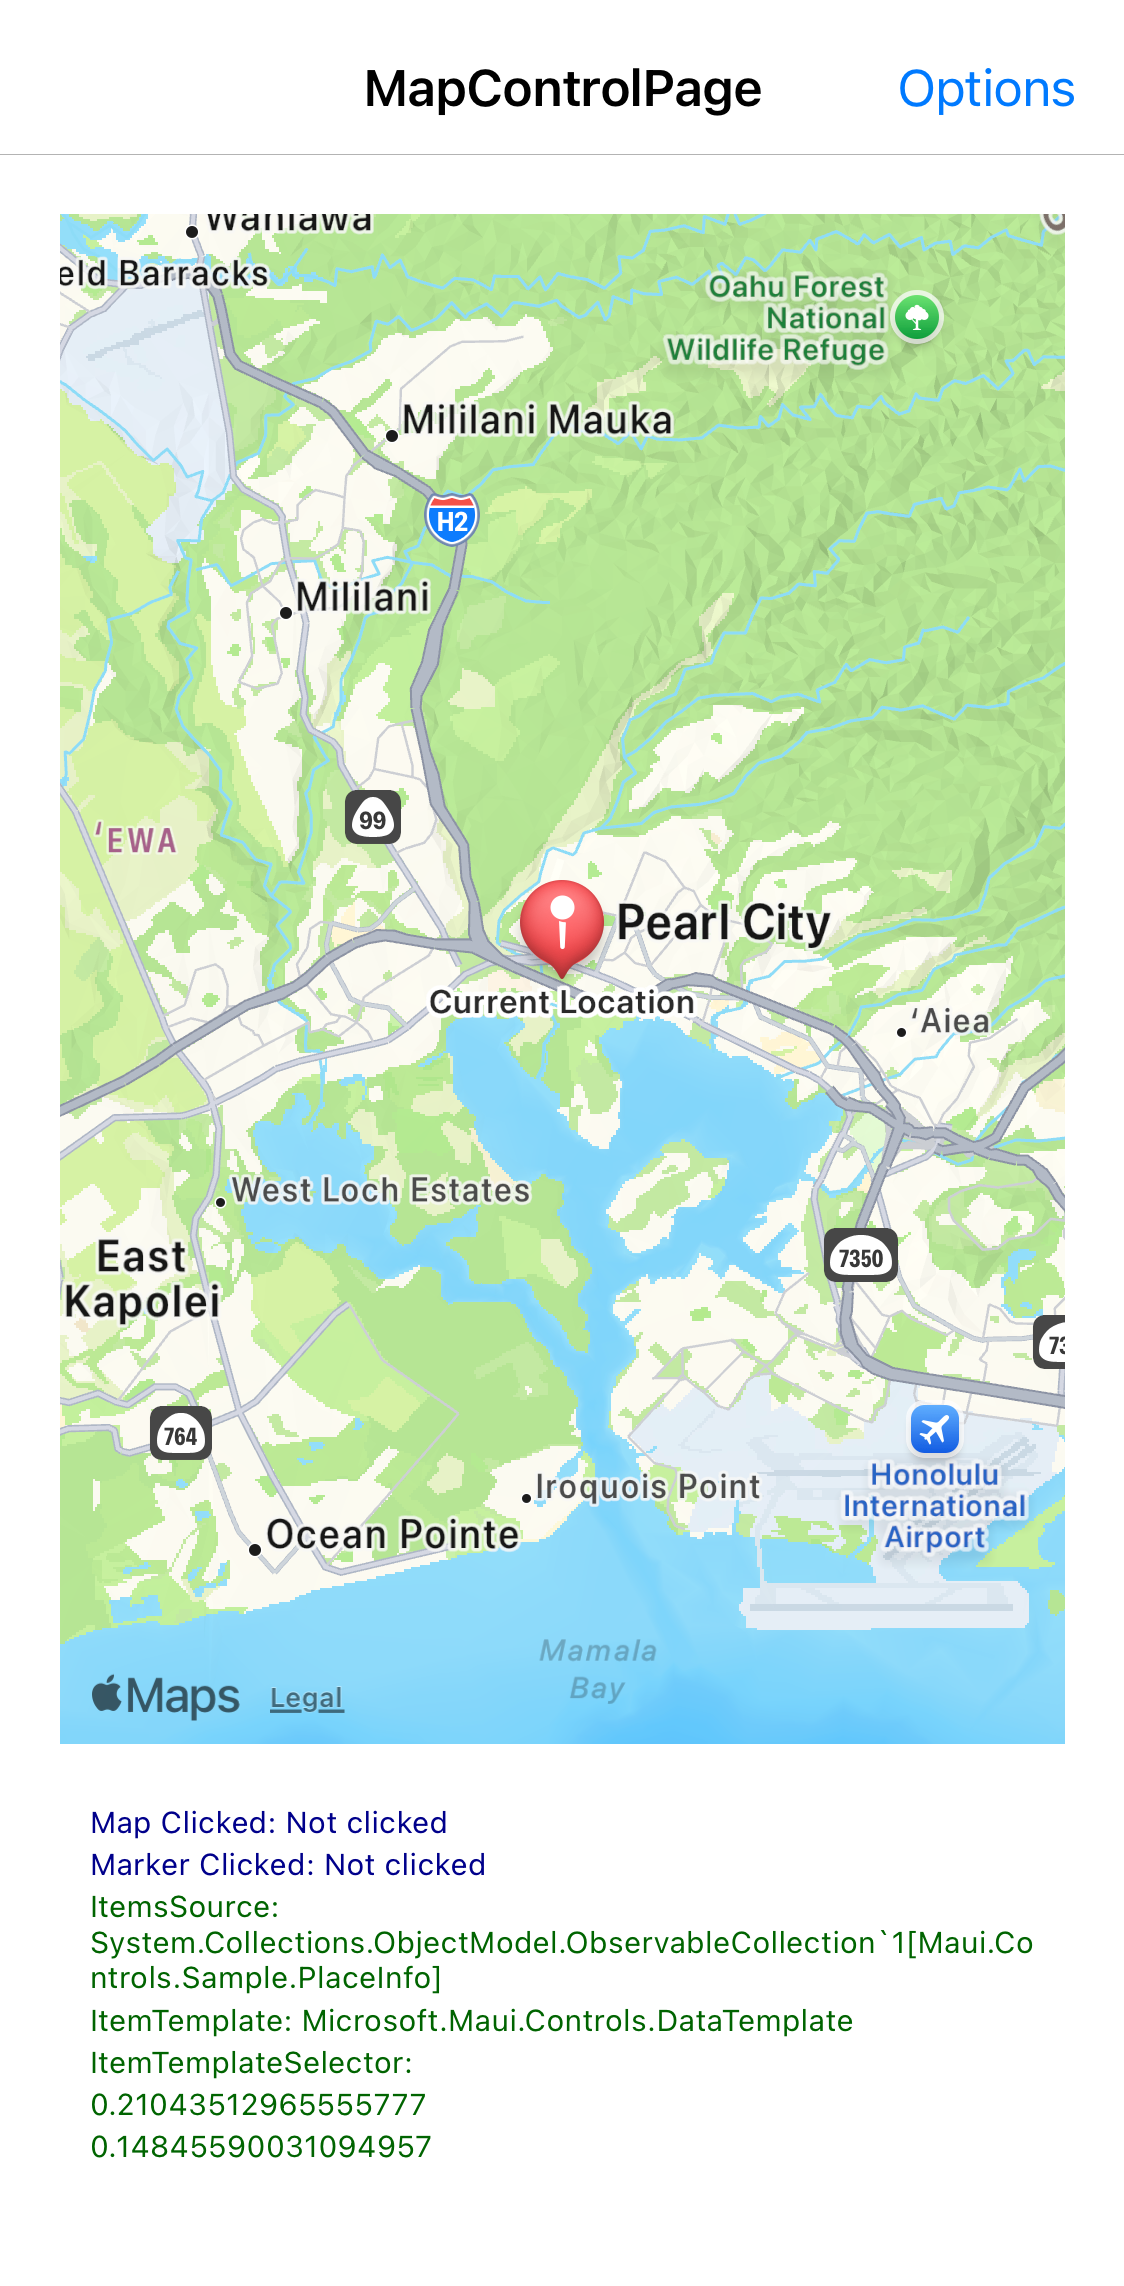 MapControlPage
Options
Wahiawa
eld Barracks
Oahu Forest
National
Wildlife Refuge
Mililani Mauka
H2
Mililani
99
ʻEWA
Pearl City
Current Location
ʻAiea
West Loch Estates
East
Kapolei
7350
73
764
Honolulu
International
Airport
Iroquois Point
Ocean Pointe
Mamala
Bay
Maps
Legal
Map Clicked: Not clicked
Marker Clicked: Not clicked
ItemsSource:
System.Collections.ObjectModel.ObservableCollection`1[Maui.Co
ntrols.Sample.PlaceInfo]
ItemTemplate: Microsoft.Maui.Controls.DataTemplate
ItemTemplateSelector:
0.21043512965555777
0.14845590031094957